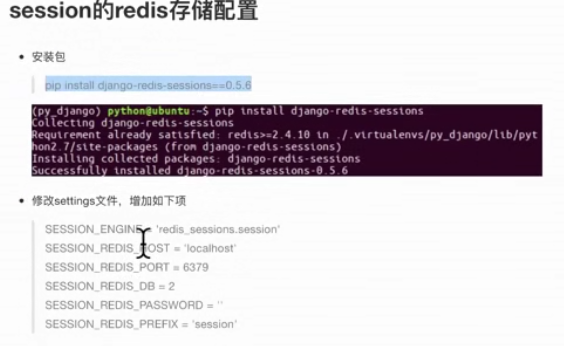 session的redis存储配置
安装包
pip install django-redis-sessions==0.5.6
(py_django) python@ubuntu:~$ pip install django-redis-sessions
Collecting django-redis-sessions
Requirement already satisfied: redis>=2.4.10 in ./.virtualenvs/py_django/lib/pyt
hon2.7/site-packages (from django-redis-sessions)
Installing collected packages: django-redis-sessions
Successfully installed django-redis-sessions-0.5.6
修改settings文件，增加如下项
SESSION_ENGINE = 'redis_sessions.session'
SESSION_REDIS_HOST = 'localhost'
SESSION_REDIS_PORT = 6379
SESSION_REDIS_DB = 2
SESSION_REDIS_PASSWORD = ''
SESSION_REDIS_PREFIX = 'session'